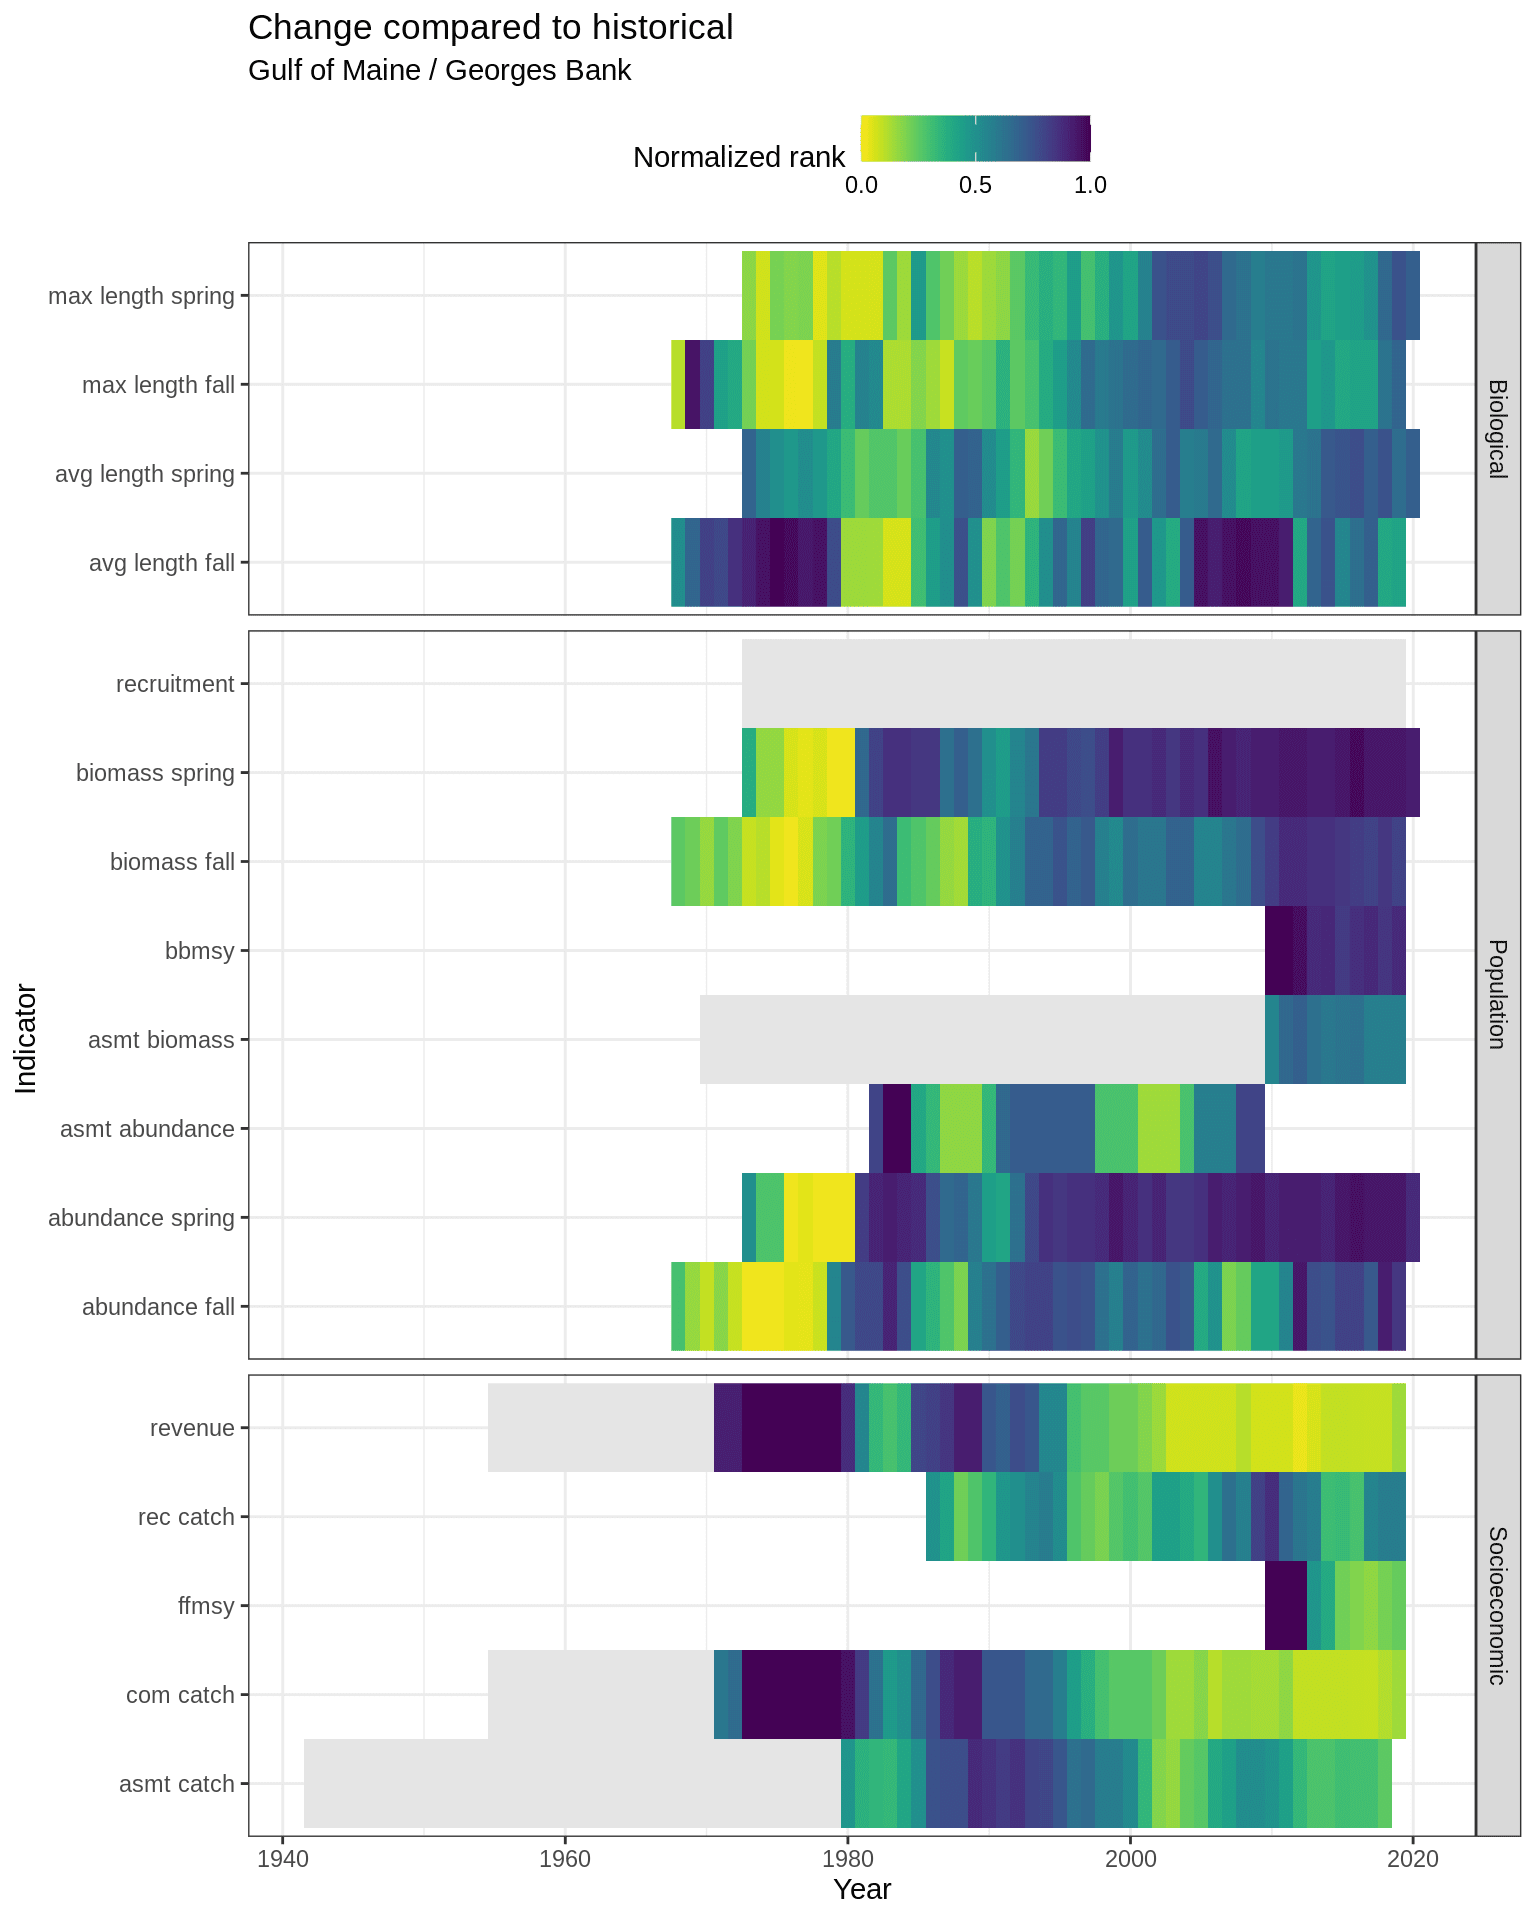 Change compared to historical
Gulf of Maine / Georges Bank
Normalized rank
0.0 0.5 1.0
max length spring
max length fall
avg length spring
avg length fall
Biological
recruitment
biomass spring
biomass fall
bbmsy
asmt biomass
asmt abundance
abundance spring
abundance fall
Population
Indicator
revenue
rec catch
ffmsy
com catch
asmt catch
Socioeconomic
1940 1960 1980 2000 2020
Year